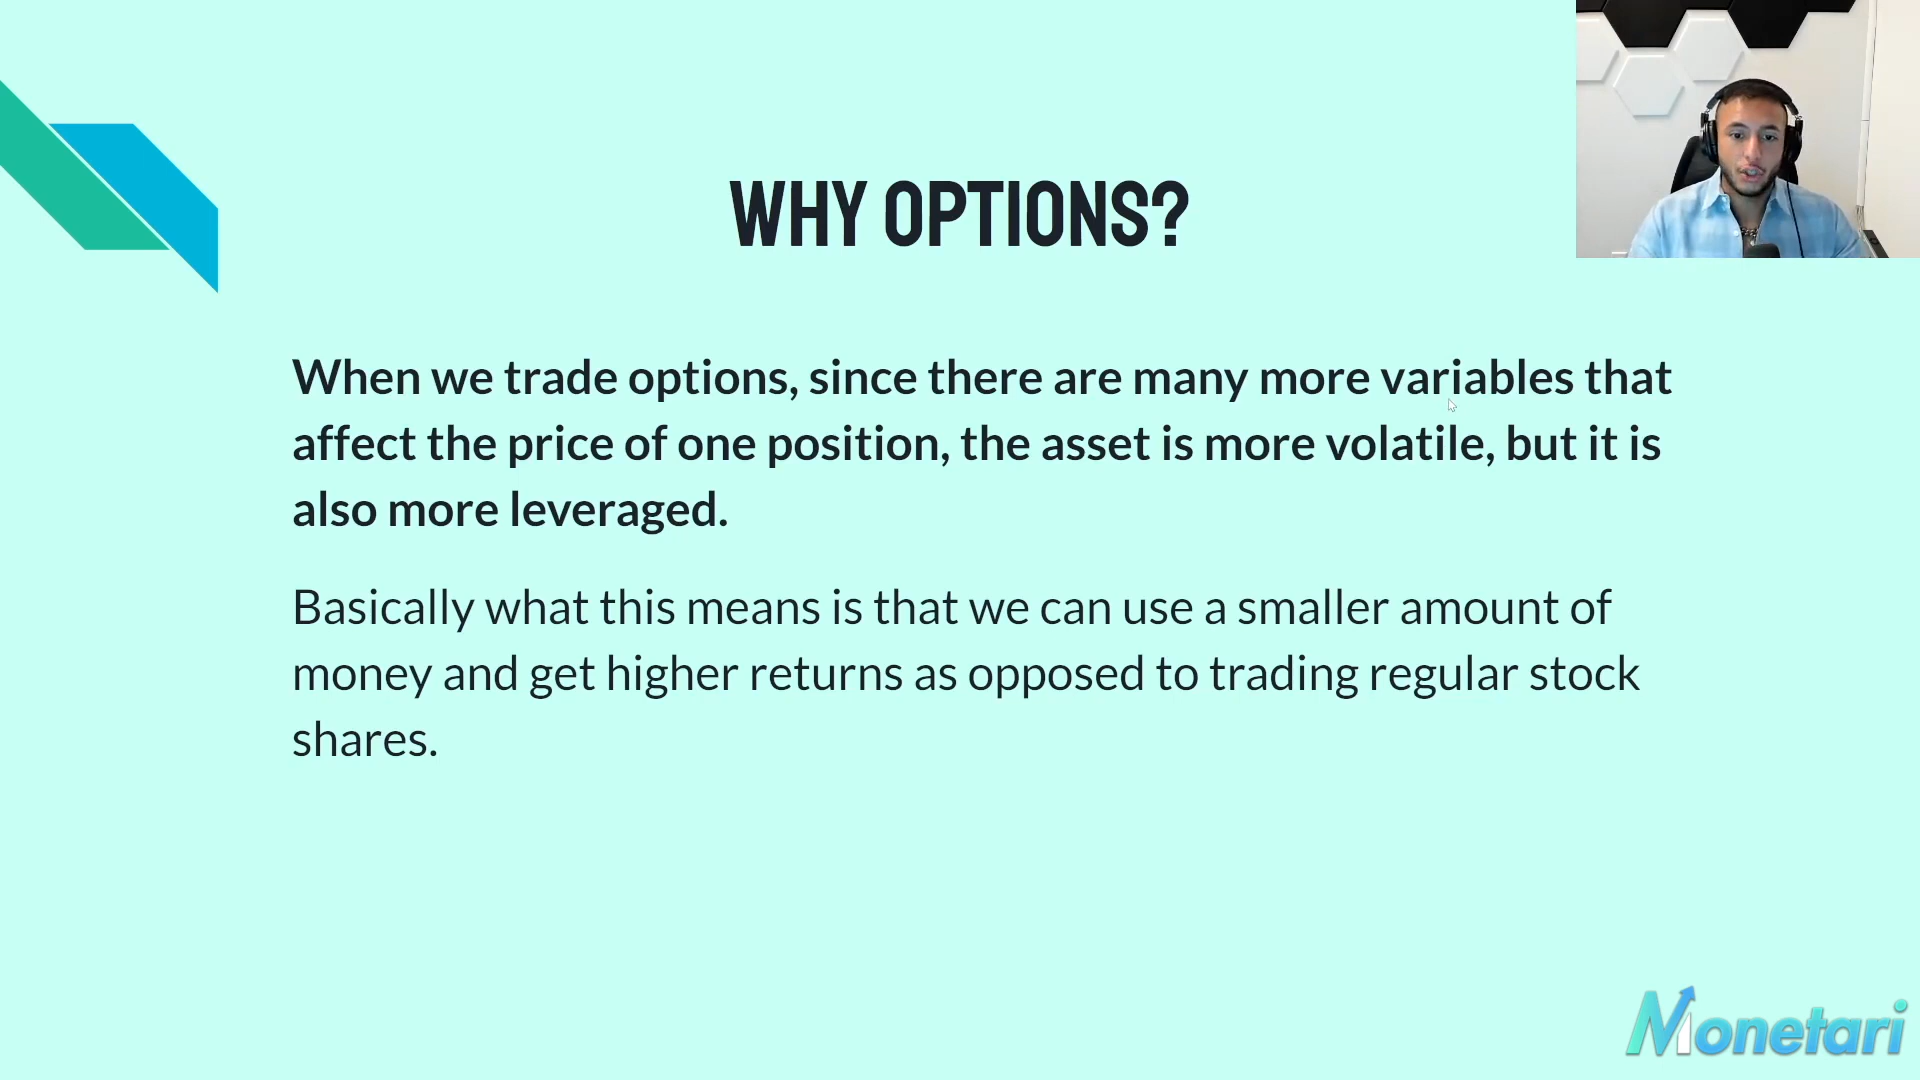 WHY OPTIONS?
When we trade options, since there are many more variables that
affect the price of one position, the asset is more volatile, but it is
also more leveraged.
Basically what this means is that we can use a smaller amount of
money and get higher returns as opposed to trading regular stock
shares.
Monetari